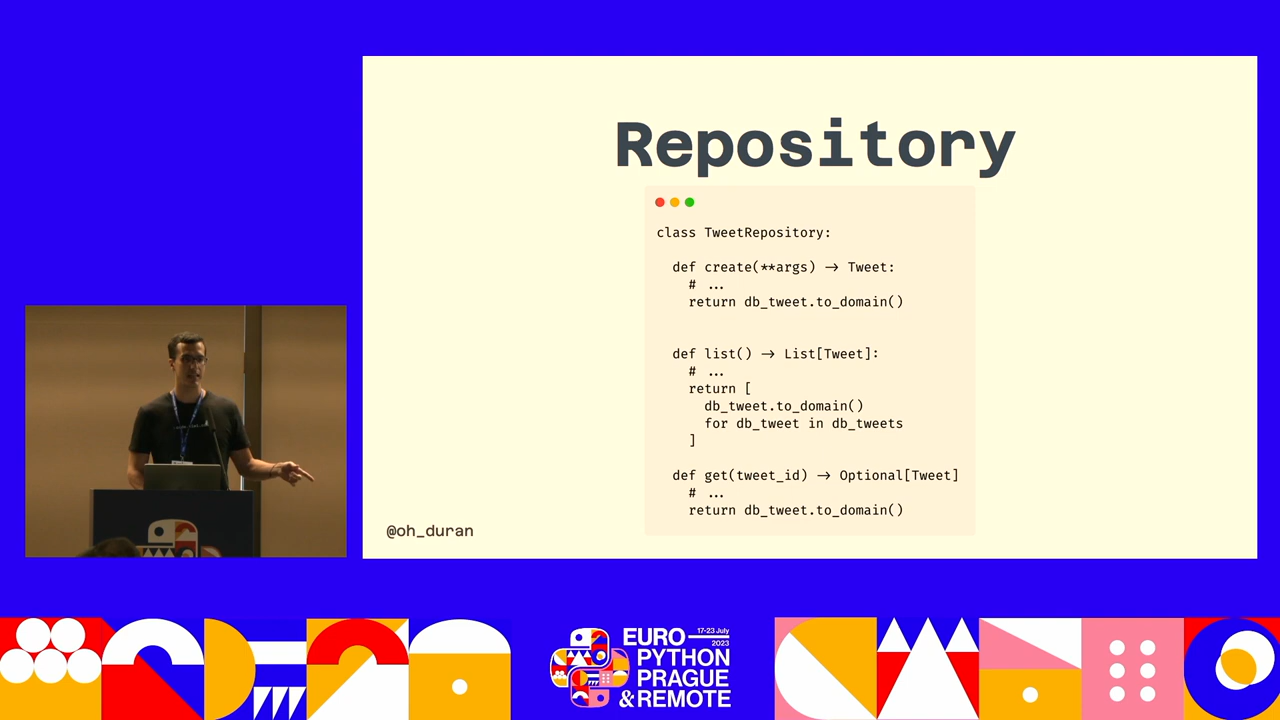 Repository
class TweetRepository:
def create(**args) → Tweet:
# ...
return db_tweet.to_domain()
def list() → List[Tweet]:
# ...
return [
db_tweet.to_domain()
for db_tweet in db_tweets
]
def get(tweet_id) → Optional[Tweet]
# ...
return db_tweet.to_domain()
@oh_duran
EURO 17-23 July
2023
PYTHON
PRAGUE
&REMOTE